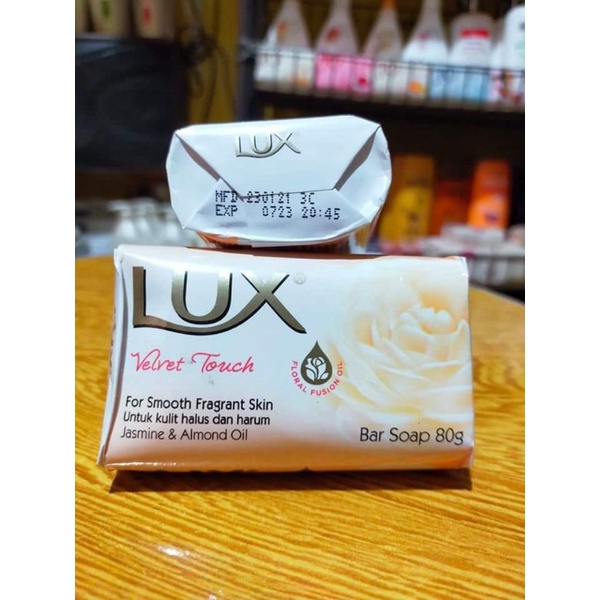 LUX
MFD 230121 3C
EXP 0723 20:45
LUX®
Velvet Touch
FLORAL FUSION OIL
For Smooth Fragrant Skin
Untuk kulit halus dan harum
Jasmine & Almond Oil
Bar Soap 80g